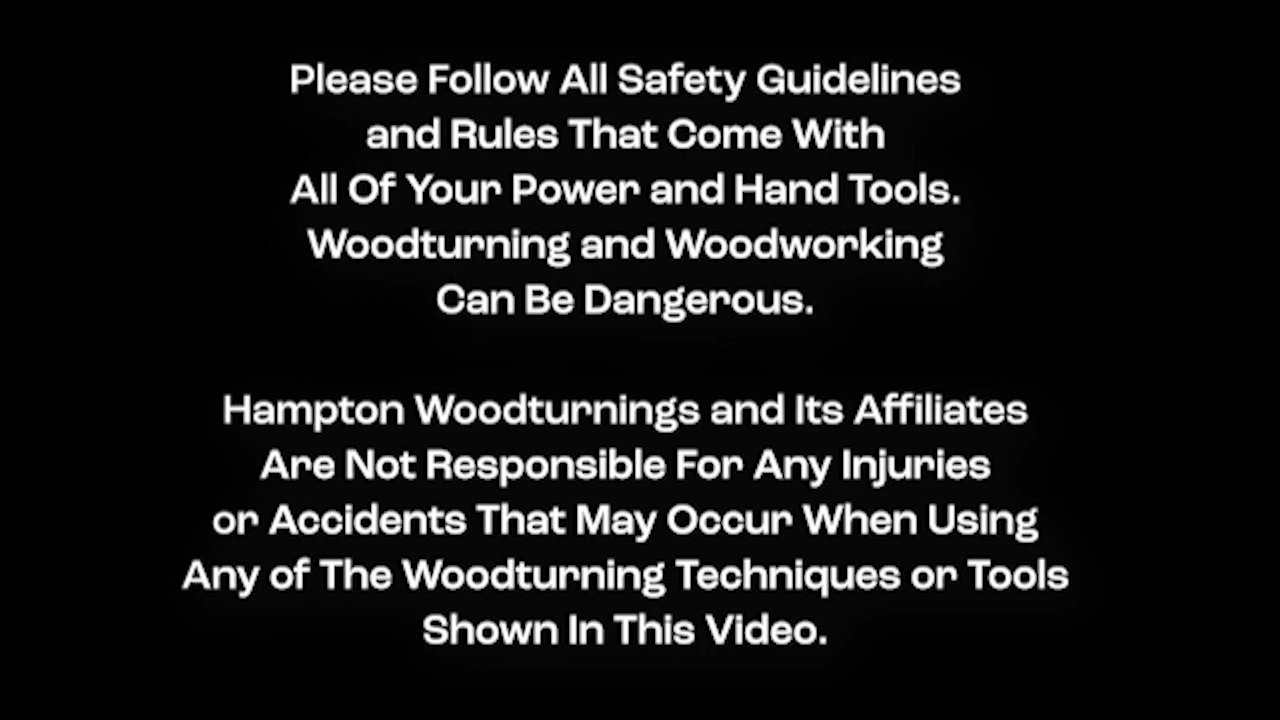 Please Follow All Safety Guidelines
and Rules That Come With
All Of Your Power and Hand Tools.
Woodturning and Woodworking
Can Be Dangerous.
Hampton Woodturnings and Its Affiliates
Are Not Responsible For Any Injuries
or Accidents That May Occur When Using
Any of The Woodturning Techniques or Tools
Shown In This Video.